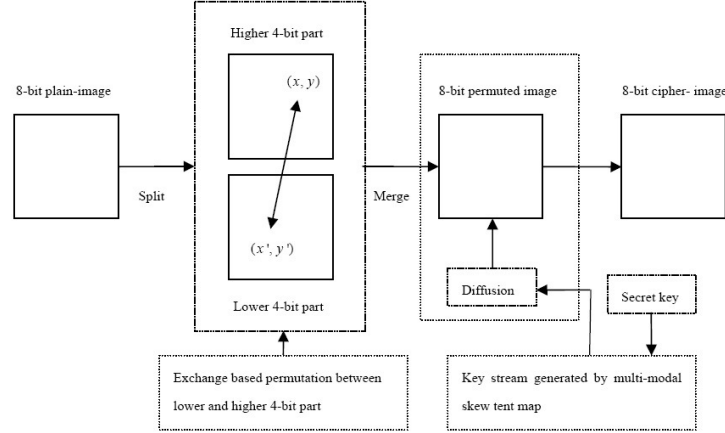 Higher 4-bit part
8-bit plain-image
(x, y)
8-bit permuted image
8-bit cipher- image
Split
Merge
(x', y')
Lower 4-bit part
Diffusion
Secret key
Exchange based permutation between
lower and higher 4-bit part
Key stream generated by multi-modal
skew tent map